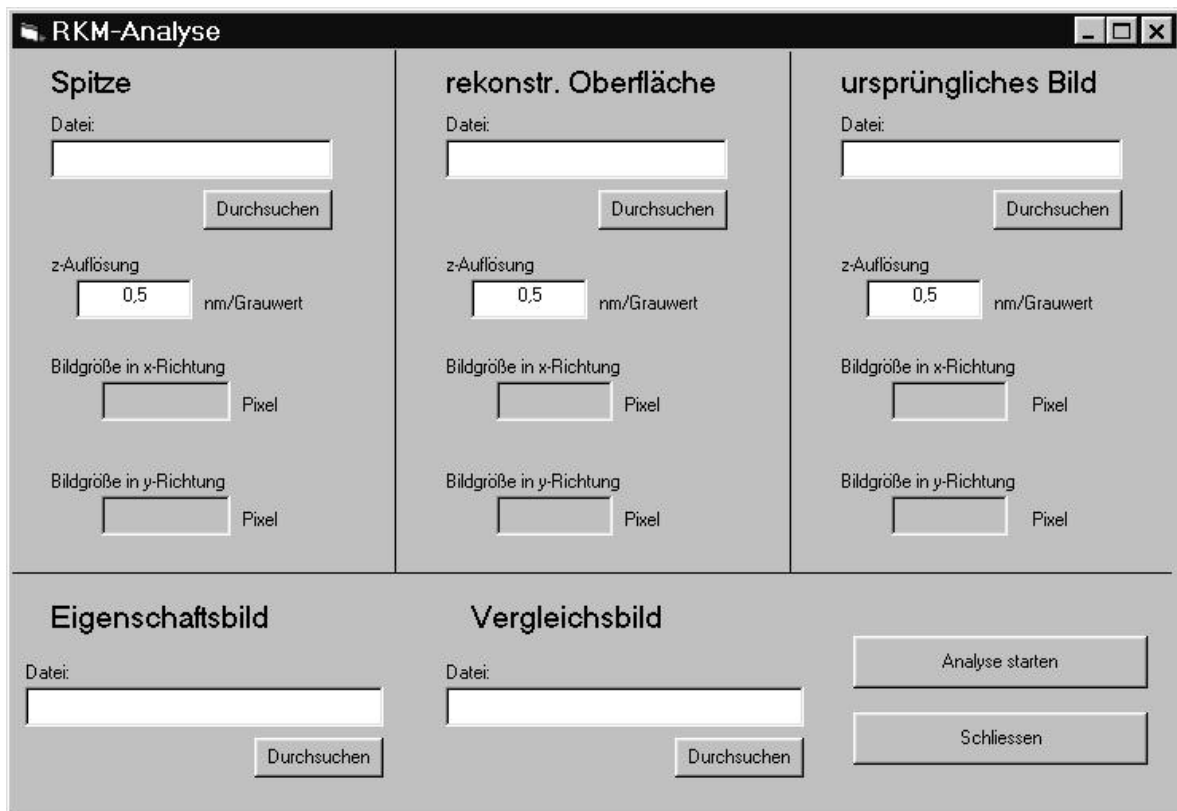 RKM-Analyse
Spitze
Datei:
Durchsuchen
z-Auflösung
0,5 nm/Grauwert
Bildgröße in x-Richtung
Pixel
Bildgröße in y-Richtung
Pixel
rekonstr. Oberfläche
Datei:
Durchsuchen
z-Auflösung
0,5 nm/Grauwert
Bildgröße in x-Richtung
Pixel
Bildgröße in y-Richtung
Pixel
ursprüngliches Bild
Datei:
Durchsuchen
z-Auflösung
0,5 nm/Grauwert
Bildgröße in x-Richtung
Pixel
Bildgröße in y-Richtung
Pixel
Eigenschaftsbild
Datei:
Durchsuchen
Vergleichsbild
Datei:
Durchsuchen
Analyse starten
Schliessen